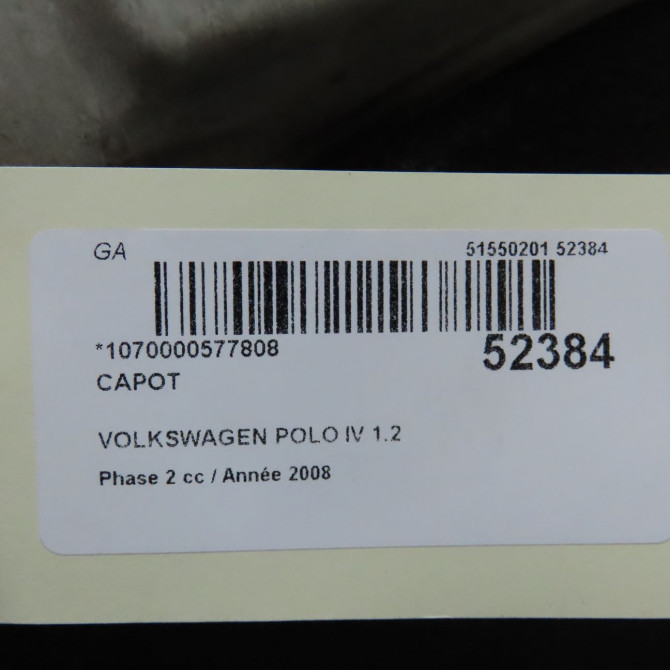 GA 51550201 52384
*1070000577808 52384
CAPOT
VOLKSWAGEN POLO IV 1.2
Phase 2 cc / Année 2008